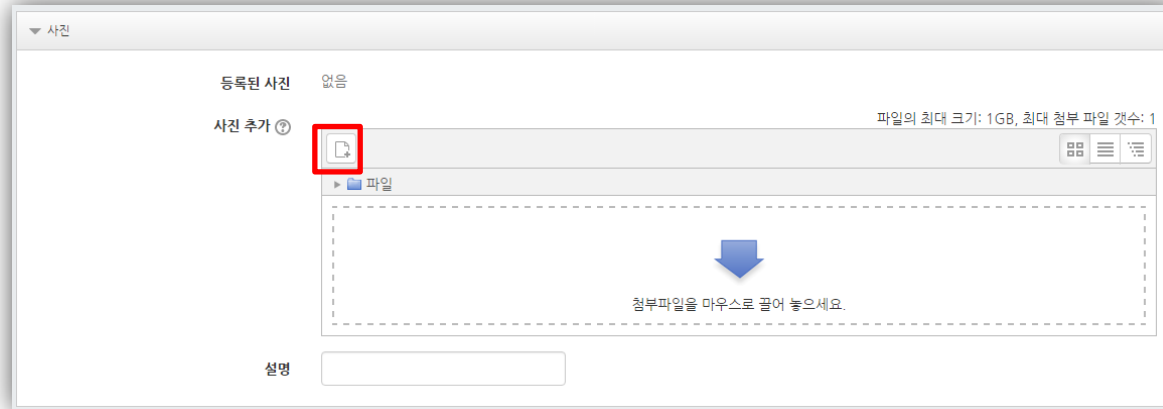 사진
등록된 사진 없음
파일의 최대 크기: 1GB, 최대 첨부 파일 갯수: 1
사진 추가
파일
첨부파일을 마우스로 끌어 놓으세요.
설명